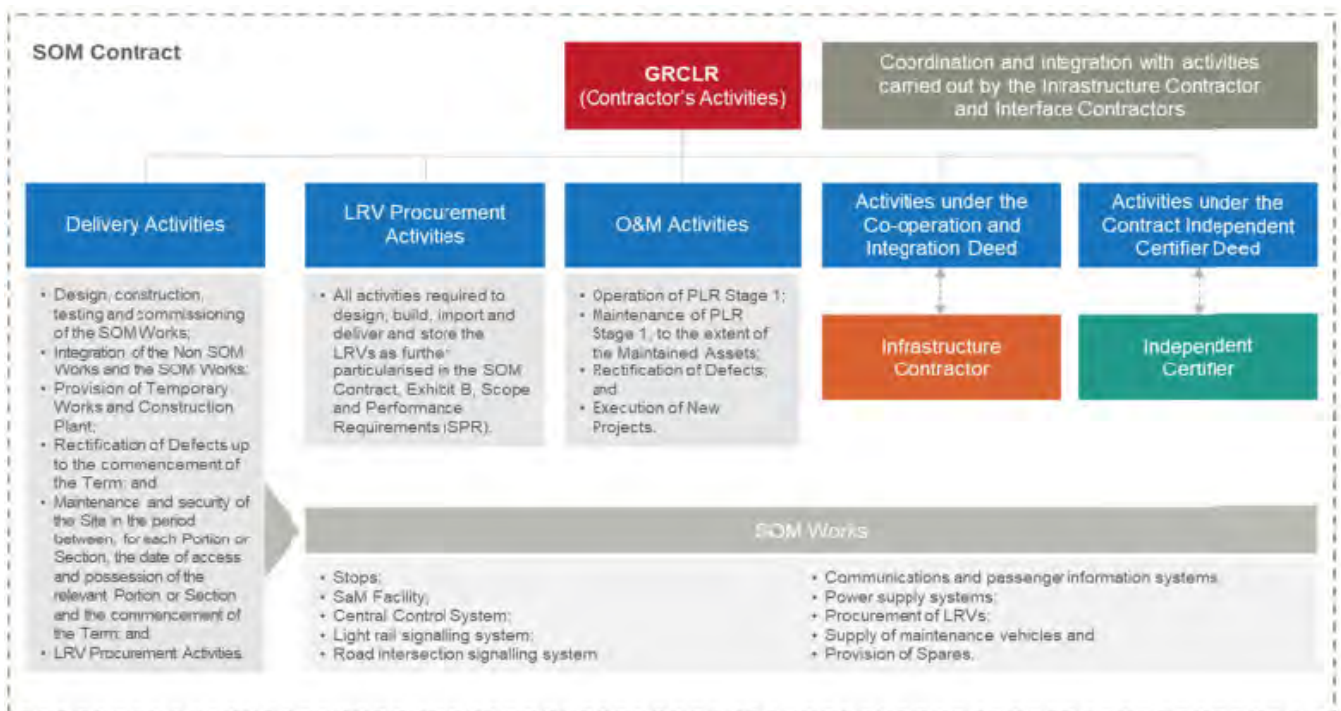 SOM Contract
GRCLR
(Contractor's Activities)
Coordination and integration with activities
carried out by the Infrastructure Contractor
and Interface Contractors
Delivery Activities
LRV Procurement
Activities
O&M Activities
Activities under the
Co-operation and
Integration Deed
Activities under the
Contract Independent
Certifier Deed
• Design, construction,
testing and commissioning
of the SOM Works;
• Integration of the Non SOM
Works and the SOM Works;
• Provision of Temporary
Works and Construction
Plant;
• Rectification of Defects up
to the commencement of
the Term; and
• Maintenance and security of
the Site in the period
between, for each Portion or
Section, the date of access
and possession of the
relevant Portion or Section
and the commencement of
the Term; and
• LRV Procurement Activities
• All activities required to
design, build, import and
deliver and store the
LRVs as further
particularised in the SOM
Contract, Exhibit B, Scope
and Performance
Requirements (SPR).
• Operation of PLR Stage 1;
• Maintenance of PLR
Stage 1, to the extent of
the Maintained Assets;
• Rectification of Defects;
and
• Execution of New
Projects.
Infrastructure
Contractor
Independent
Certifier
SOM Works
• Stops;
• SaM Facility;
• Central Control System;
• Light rail signalling system;
• Road intersection signalling system
• Communications and passenger information systems
• Power supply systems;
• Procurement of LRVs;
• Supply of maintenance vehicles and
• Provision of Spares.